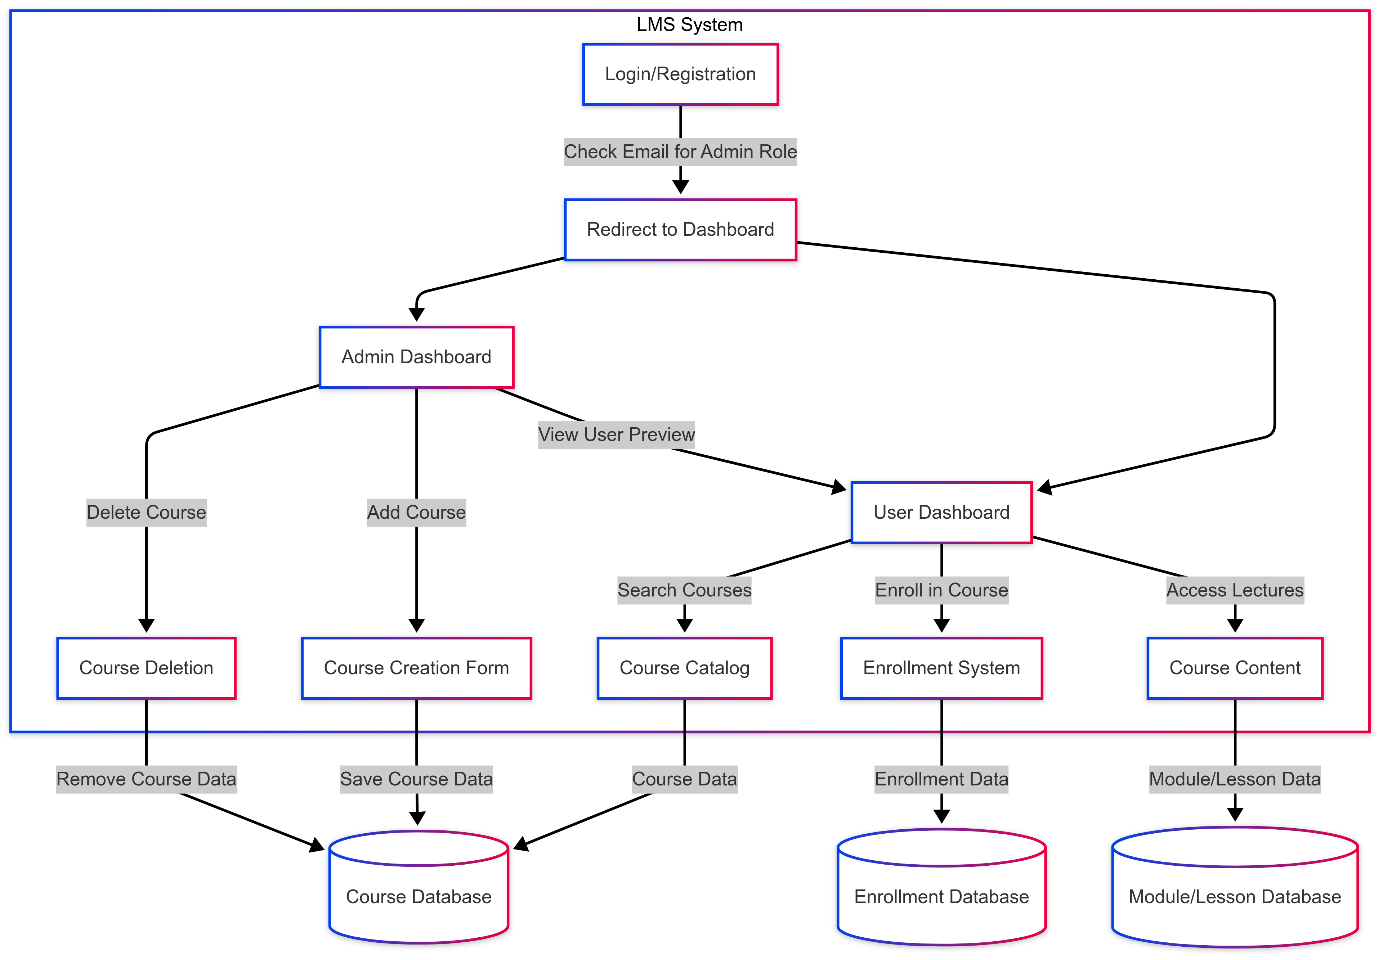 LMS System
Login/Registration
Check Email for Admin Role
Redirect to Dashboard
Admin Dashboard
View User Preview
Delete Course
Add Course
User Dashboard
Search Courses
Enroll in Course
Access Lectures
Course Deletion
Course Creation Form
Course Catalog
Enrollment System
Course Content
Remove Course Data
Save Course Data
Course Data
Enrollment Data
Module/Lesson Data
Course Database
Enrollment Database
Module/Lesson Database